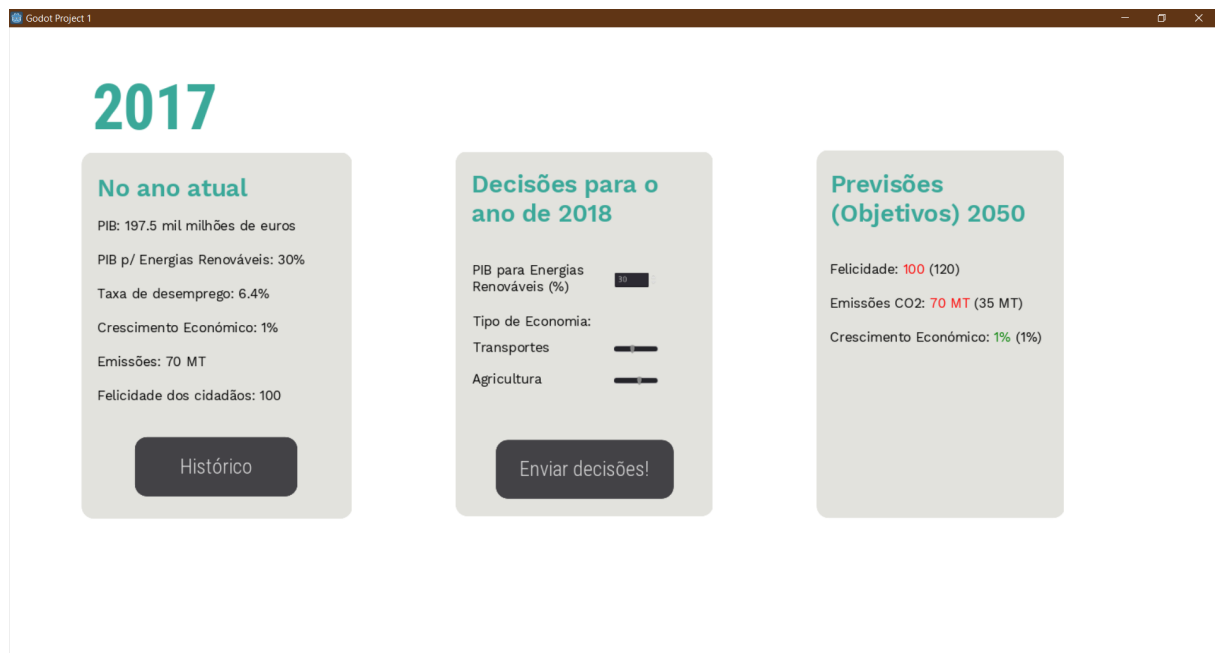 Godot Project 1
2017
No ano atual
PIB: 197.5 mil milhões de euros
PIB p/ Energias Renováveis: 30%
Taxa de desemprego: 6.4%
Crescimento Económico: 1%
Emissões: 70 MT
Felicidade dos cidadãos: 100
Histórico
Decisões para o
ano de 2018
PIB para Energias
Renováveis (%)
30
Tipo de Economia:
Transportes
Agricultura
Enviar decisões!
Previsões
(Objetivos) 2050
Felicidade: 100 (120)
Emissões CO2: 70 MT (35 MT)
Crescimento Económico: 1% (1%)